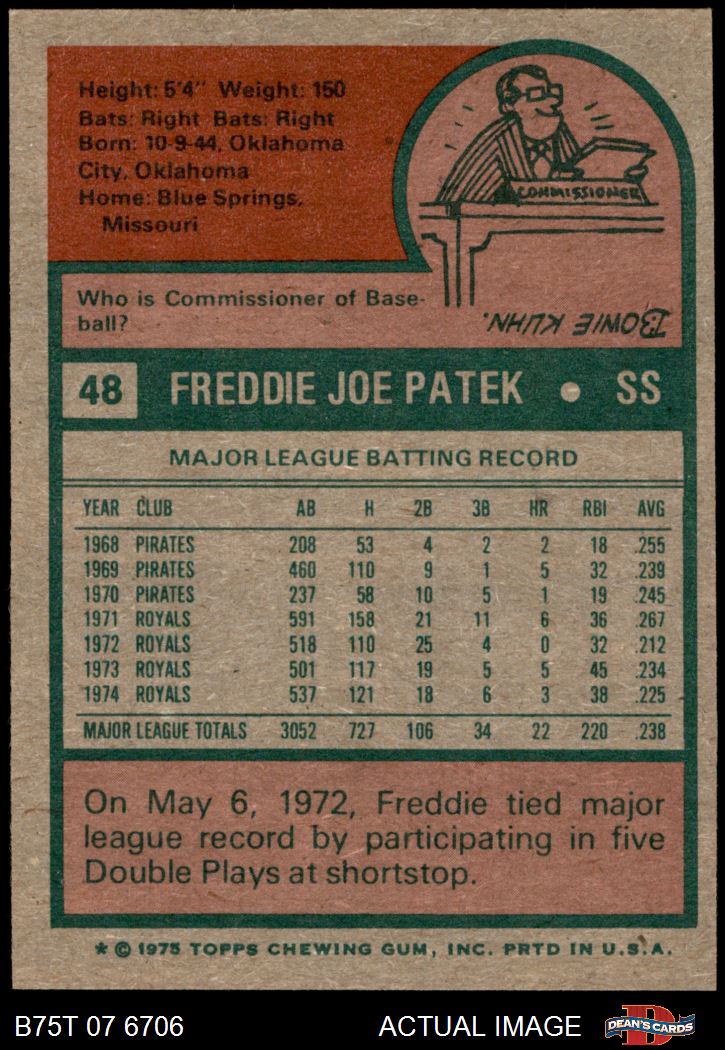 Height: 5'4" Weight: 150
Bats: Right Bats: Right
Born: 10-9-44, Oklahoma
City, Oklahoma
Home: Blue Springs,
Missouri
COMMISSIONER
Who is Commissioner of Base-
ball?
BOWIE KUHN.
48 FREDDIE JOE PATEK • SS
MAJOR LEAGUE BATTING RECORD
YEAR CLUB AB H 2B 3B HR RBI AVG
1968 PIRATES 208 53 4 2 2 18 .255
1969 PIRATES 460 110 9 1 5 32 .239
1970 PIRATES 237 58 10 5 1 19 .245
1971 ROYALS 591 158 21 11 6 36 .267
1972 ROYALS 518 110 25 4 0 32 .212
1973 ROYALS 501 117 19 5 5 45 .234
1974 ROYALS 537 121 18 6 3 38 .225
MAJOR LEAGUE TOTALS 3052 727 106 34 22 220 .238
On May 6, 1972, Freddie tied major
league record by participating in five
Double Plays at shortstop.
* © 1975 TOPPS CHEWING GUM, INC. PRTD IN U.S.A.
B75T 07 6706 ACTUAL IMAGE
D
DEAN'S CARDS